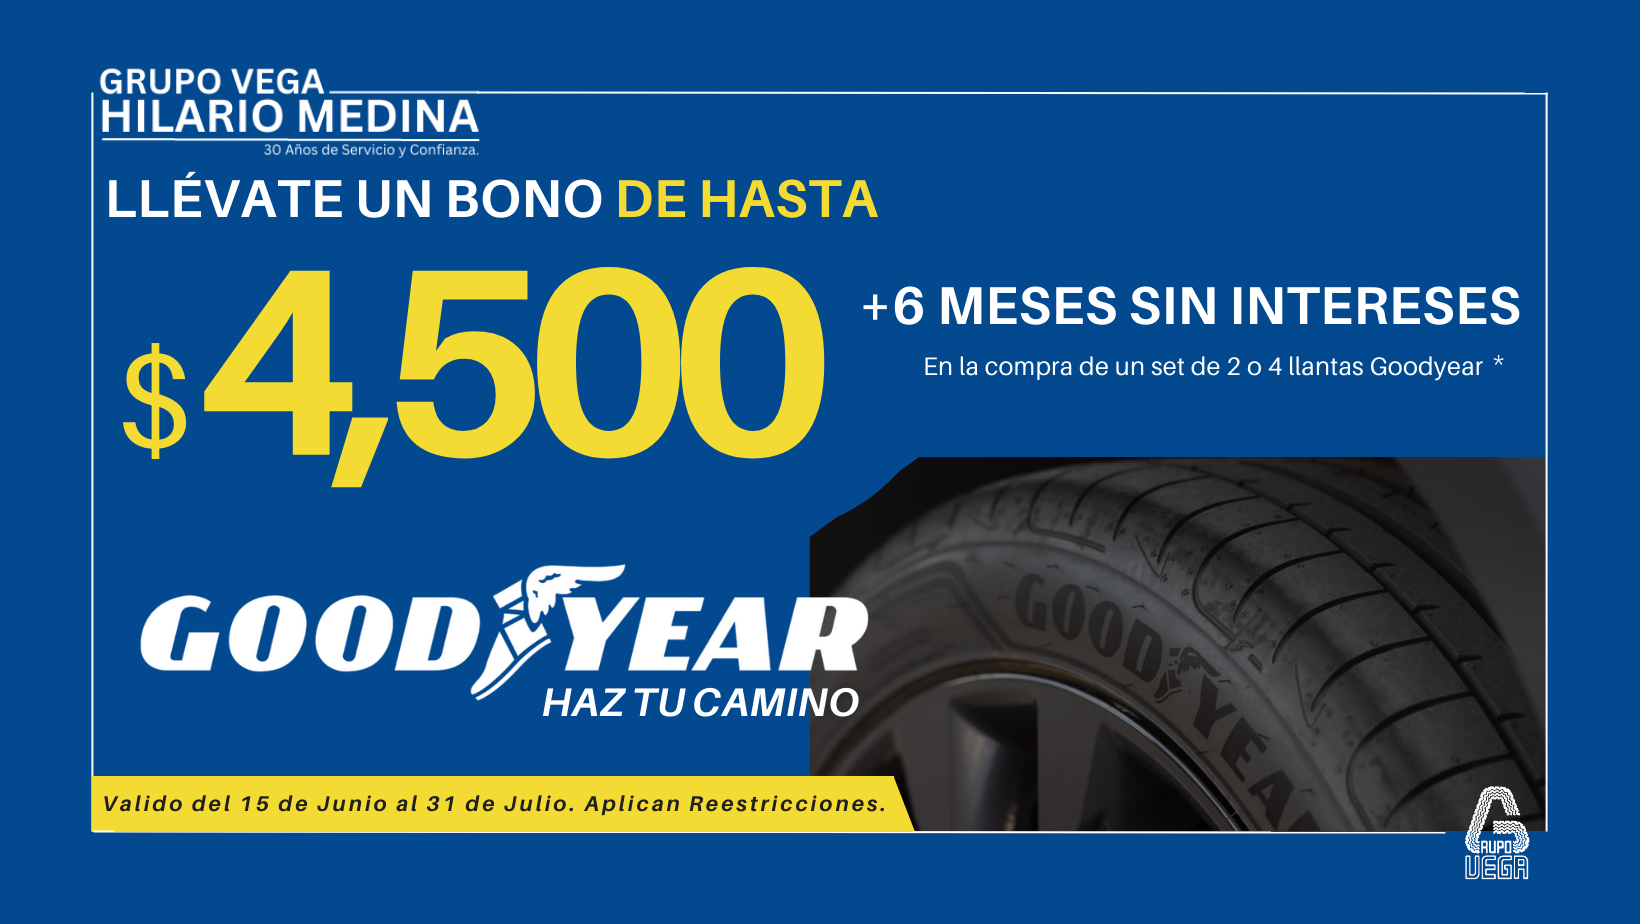 GRUPO VEGA
HILARIO MEDINA
30 Años de Servicio y Confianza.
LLÉVATE UN BONO DE HASTA
$4,500
+6 MESES SIN INTERESES
En la compra de un set de 2 o 4 llantas Goodyear *
GOODYEAR
HAZ TU CAMINO
GOODYEA
Valido del 15 de Junio al 31 de Julio. Aplican Reestricciones.
GRUPO
VEGA